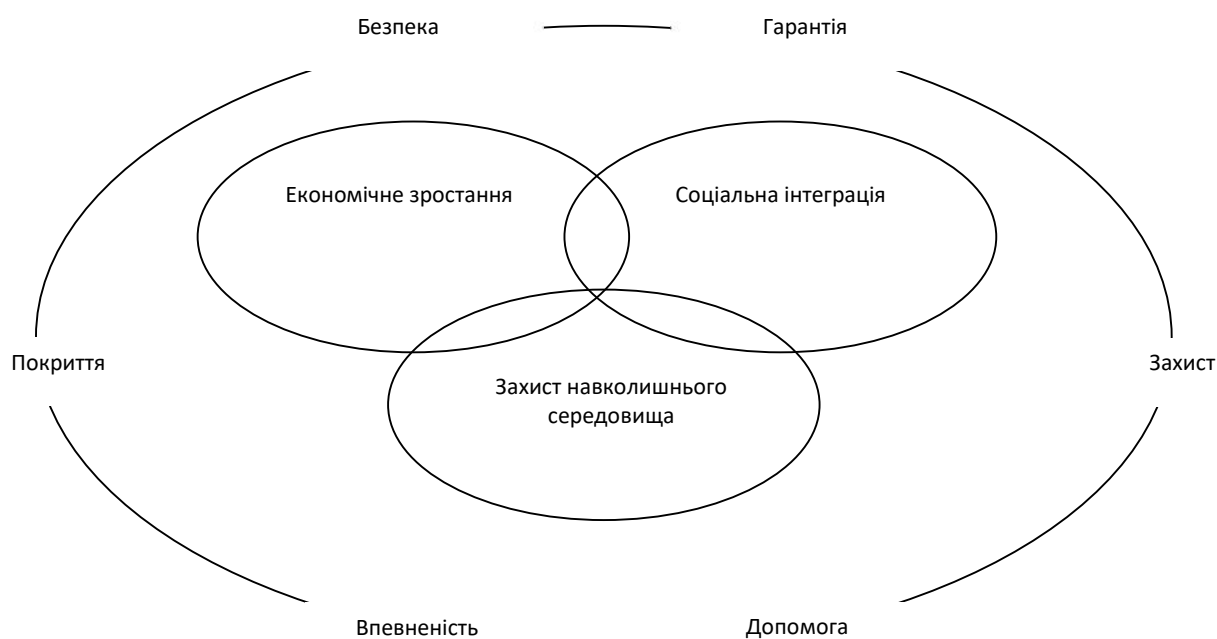 Безпека
Гарантія
Економічне зростання
Соціальна інтеграція
Покриття
Захист
Захист навколишнього
середовища
Впевненість
Допомога